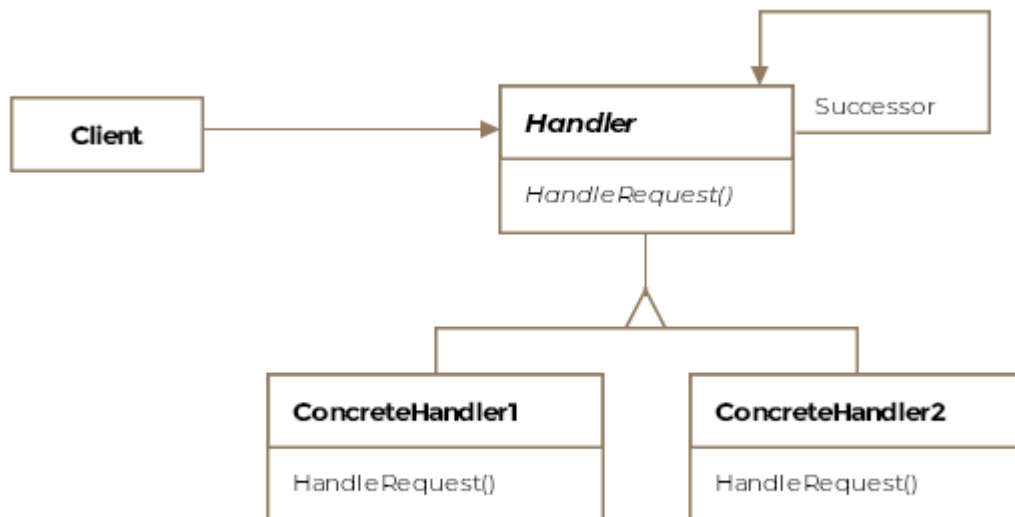 Client
Handler
Successor
HandleRequest()
ConcreteHandler1
ConcreteHandler2
HandleRequest()
HandleRequest()